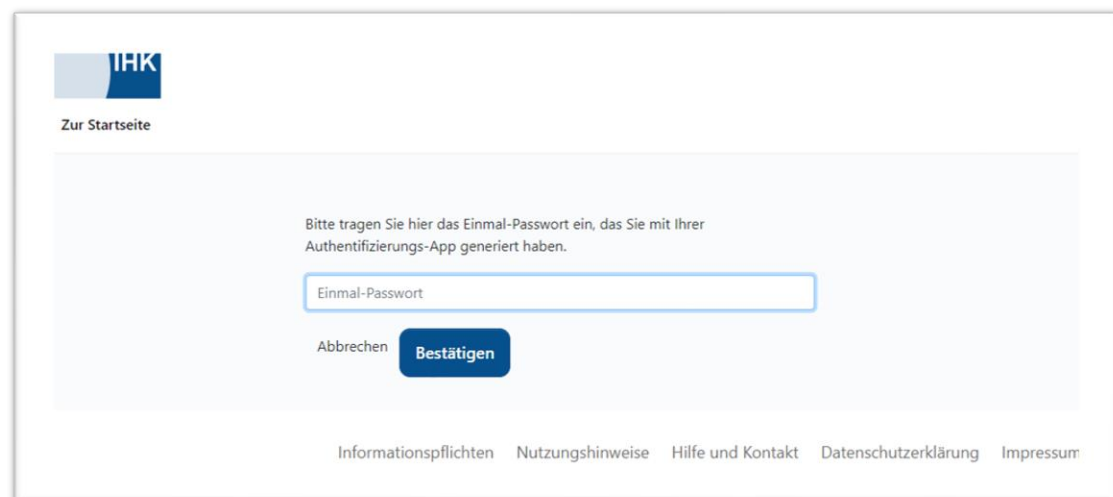 IHK
Zur Startseite
Bitte tragen Sie hier das Einmal-Passwort ein, das Sie mit Ihrer
Authentifizierungs-App generiert haben.
Einmal-Passwort
Abbrechen Bestätigen
Informationspflichten Nutzungshinweise Hilfe und Kontakt Datenschutzerklärung Impressum